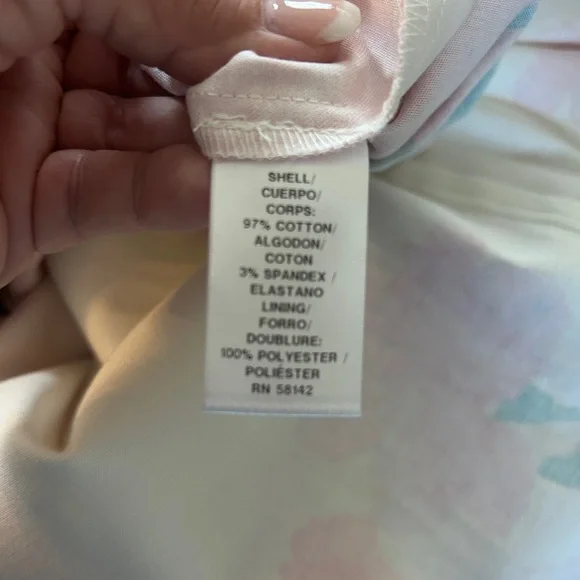 SHELL/
CUERPO/
CORPS:
97% COTTON/
ALGODON/
COTON
3% SPANDEX /
ELASTANO
LINING/
FORRO/
DOUBLURE:
100% POLYESTER /
POLIÉSTER
RN 58142